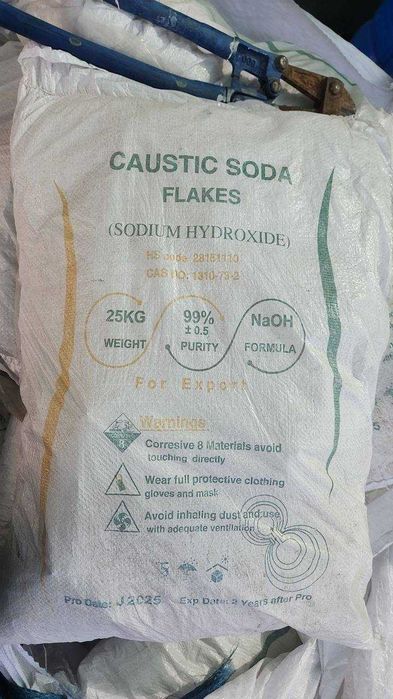 CAUSTIC SODA
FLAKES
(SODIUM HYDROXIDE)
HS code 28151110
CAS NO: 1310-73-2
25KG
WEIGHT
99%
± 0.5
PURITY
NaOH
FORMULA
For Export
Warnings
Corresive 8 Materials avoid
touching directly
Wear full protective clothing
gloves and mask
Avoid inhaling dust and use
with adequate ventilation
Pro Date: J 2025 Exp Date: 2 Years after Pro